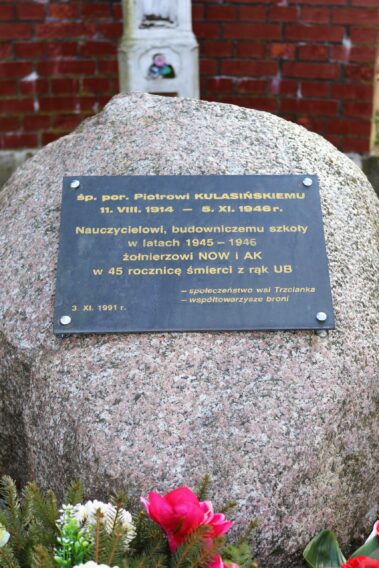 śp. por. Piotrowi KULASIŃSKIEMU
11. VIII. 1914 — 5. XI. 1946 r.
Nauczycielowi, budowniczemu szkoły
w latach 1945 – 1946
żołnierzowi NOW i AK
w 45 rocznicę śmierci z rąk UB
– społeczeństwo wsi Trzcianka
– współtowarzysze broni
3. XI. 1991 r.